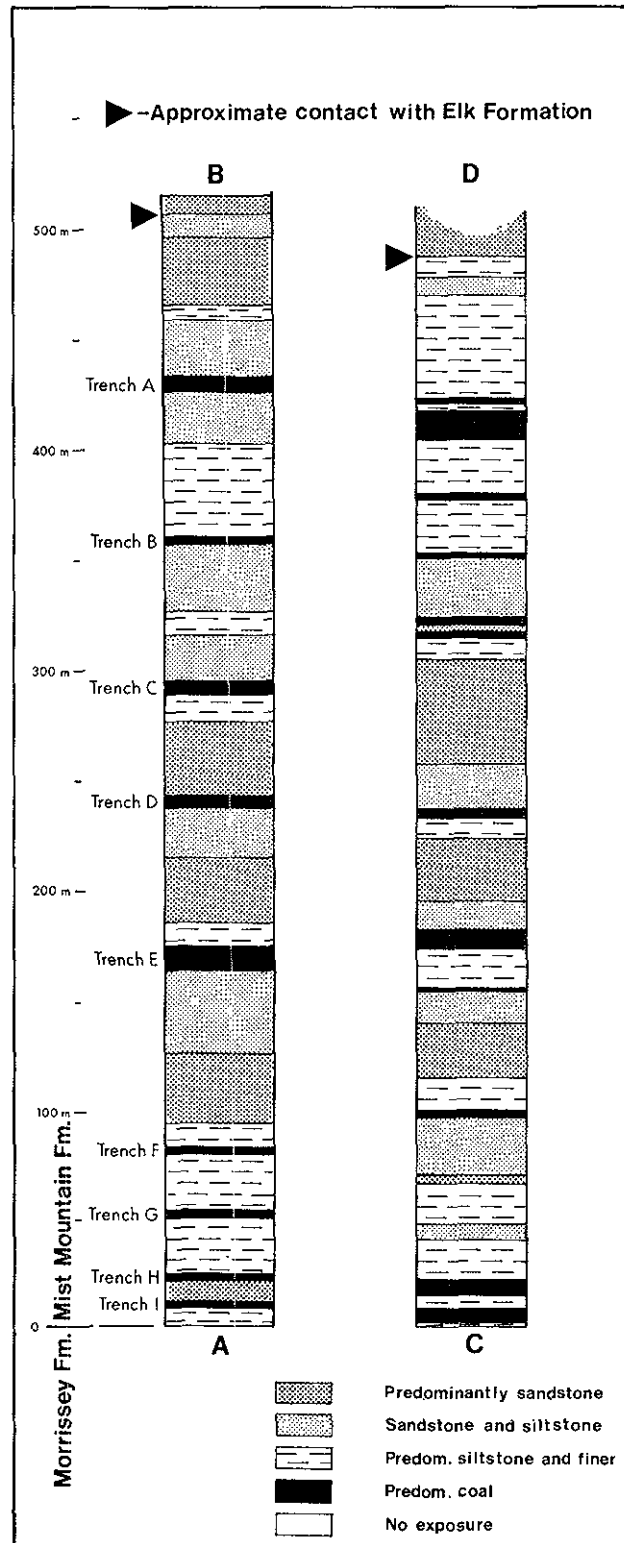 -Approximate contact with Elk Formation
B
D
500 m
Trench A
400 m
Trench B
300 m
Trench C
Trench D
200 m
Trench E
100 m
Trench F
Trench G
Trench H
Trench I
0
Morrissey Fm. Mist Mountain Fm.
A
C
Predominantly sandstone
Sandstone and siltstone
Predom. siltstone and finer
Predom. coal
No exposure